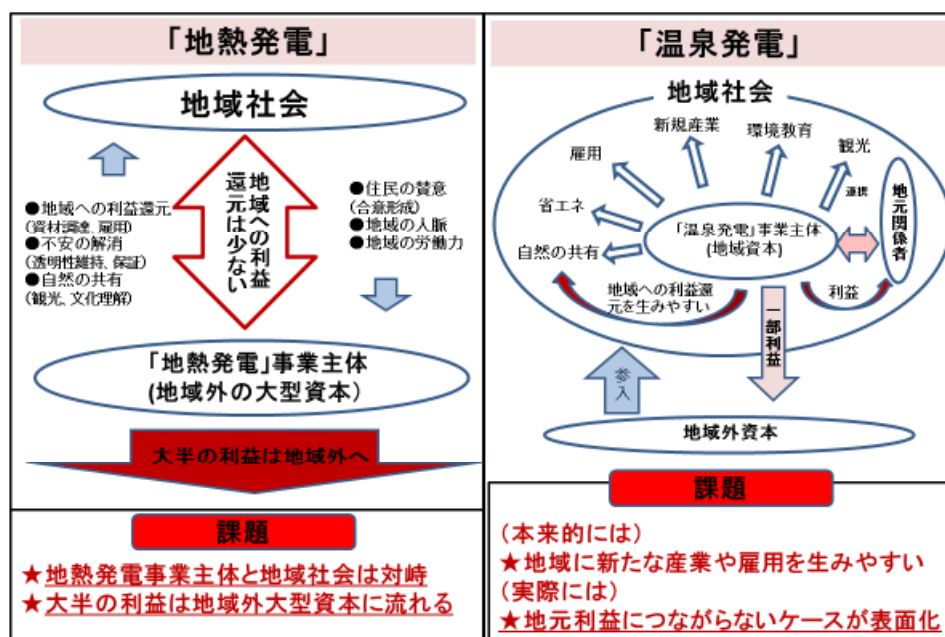 「地熱発電」
地域社会
地域への利益
還元は少ない
●地域への利益還元
(資材調達、雇用)
●不安の解消
(透明性維持、保証)
●自然の共有
(観光、文化理解)
●住民の賛意
(合意形成)
●地域の人脈
●地域の労働力
「地熱発電」事業主体
(地域外の大型資本)
大半の利益は地域外へ
課題
★地熱発電事業主体と地域社会は対峙
★大半の利益は地域外大型資本に流れる
「温泉発電」
地域社会
新規産業
環境教育
雇用
観光
省エネ
連携
自然の共有
「温泉発電」事業主体
(地域資本)
地元関係者
地域への利益還
元を生みやすい
利益
一部利益
参入
地域外資本
課題
(本来的には)
★地域に新たな産業や雇用を生みやすい
(実際には)
★地元利益につながらないケースが表面化